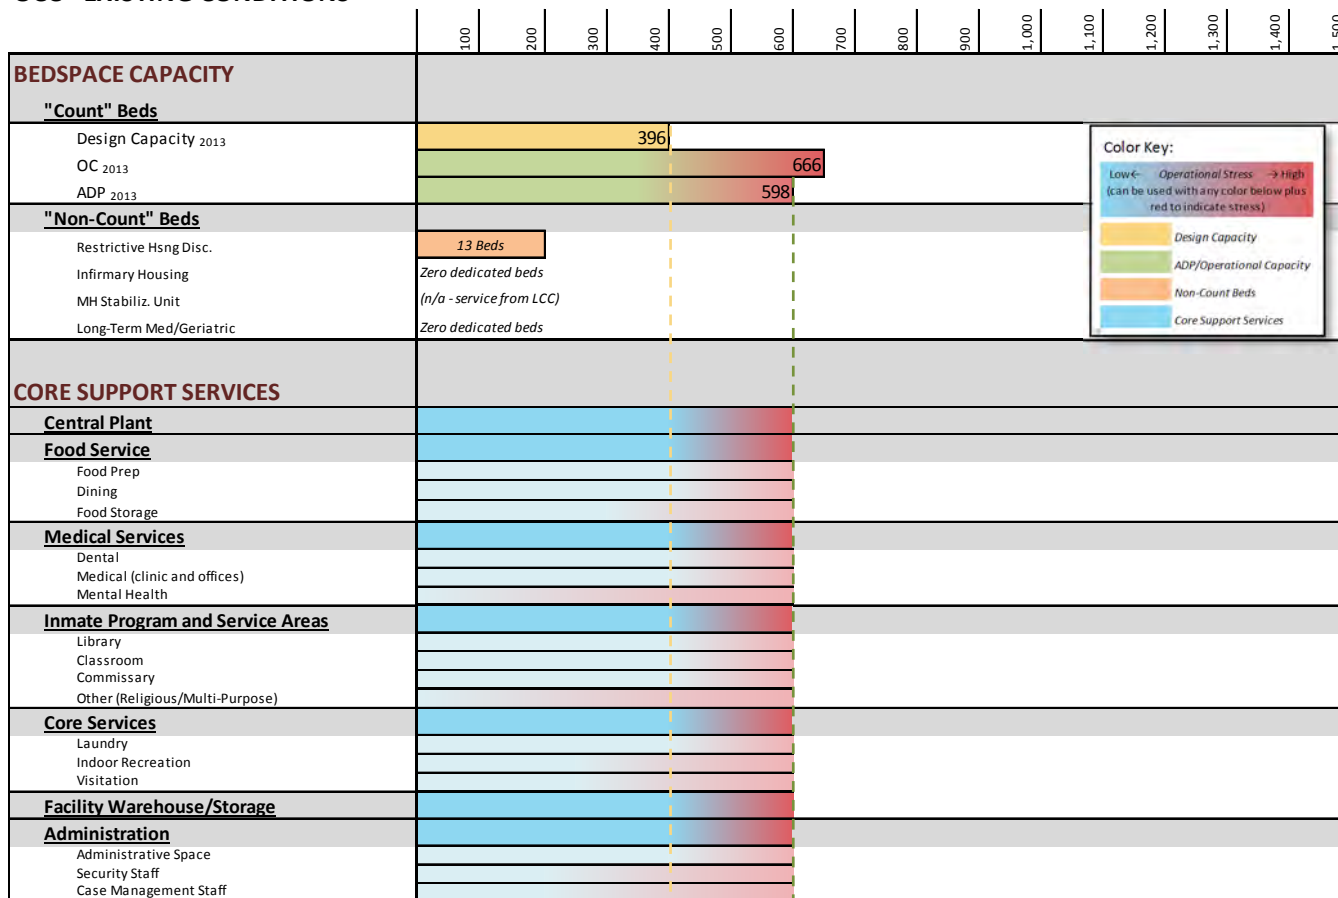 100 200 300 400 500 600 700 800 900 1,000 1,100 1,200 1,300 1,400
BEDSPACE CAPACITY
"Count" Beds
Design Capacity 2013 396
OC 2013 666
ADP 2013 598
"Non-Count" Beds
Restrictive Hsng Disc. 13 Beds
Infirmary Housing Zero dedicated beds
MH Stabiliz. Unit (n/a - service from LCC)
Long-Term Med/Geriatric Zero dedicated beds
Color Key:
Low← Operational Stress → High
(can be used with any color below plus
red to indicate stress)
Design Capacity
ADP/Operational Capacity
Non-Count Beds
Core Support Services
CORE SUPPORT SERVICES
Central Plant
Food Service
Food Prep
Dining
Food Storage
Medical Services
Dental
Medical (clinic and offices)
Mental Health
Inmate Program and Service Areas
Library
Classroom
Commissary
Other (Religious/Multi-Purpose)
Core Services
Laundry
Indoor Recreation
Visitation
Facility Warehouse/Storage
Administration
Administrative Space
Security Staff
Case Management Staff